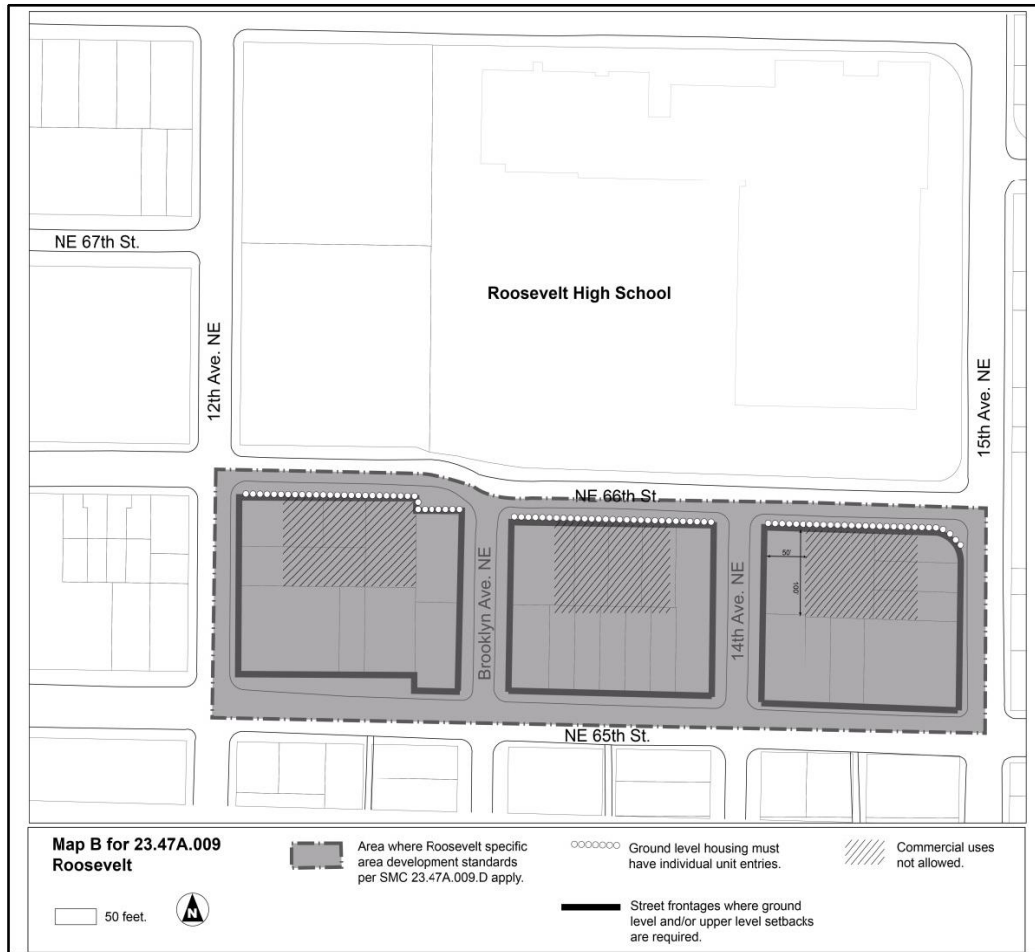 NE 67th St.
Roosevelt High School
12th Ave. NE
15th Ave. NE
NE 66th St.
Brooklyn Ave. NE
14th Ave. NE
50'
100'
NE 65th St.
Map B for 23.47A.009
Roosevelt
50 feet.
N
Area where Roosevelt specific
area development standards
per SMC 23.47A.009.D apply.
Ground level housing must
have individual unit entries.
Commercial uses
not allowed.
Street frontages where ground
level and/or upper level setbacks
are required.